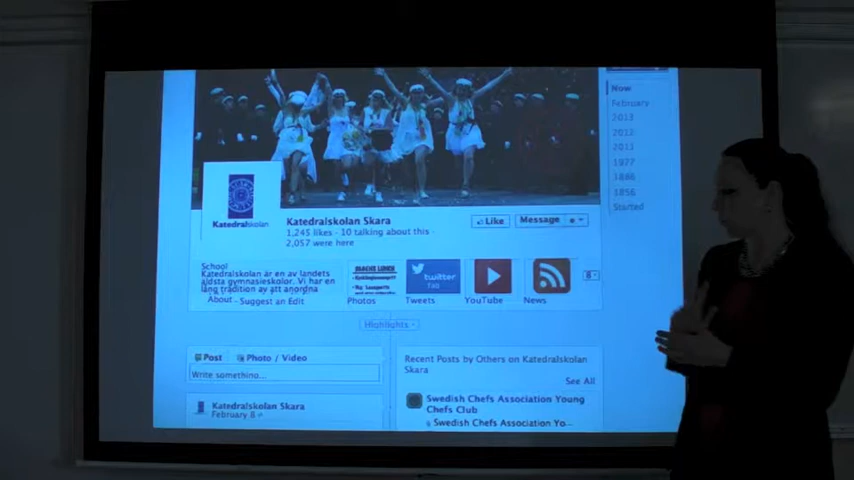 Now
February
2013
2012
2011
1977
1886
1856
Started
Katedralskolan
Katedralskolan Skara
1,245 likes · 10 talking about this ·
2,057 were here
Like
Message
School
Katedralskolan är en av landets
äldsta gymnasieskolor. Vi har en
lång tradition av att anordna
About - Suggest an Edit
Photos
twitter
Tweets
YouTube
News
8
Highlights
Post
Photo / Video
Write something...
Katedralskolan Skara
February 8
Recent Posts by Others on Katedralskolan
Skara
See All
Swedish Chefs Association Young
Chefs Club
Swedish Chefs Association Yo...